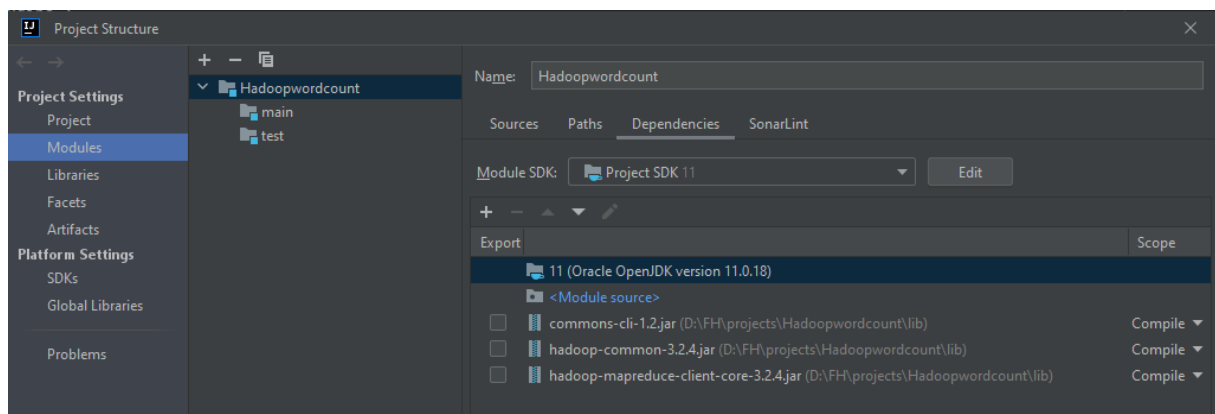 Project Structure
Project Settings
Project
Modules
Libraries
Facets
Artifacts
Platform Settings
SDKs
Global Libraries
Problems
Hadoopwordcount
main
test
Name: Hadoopwordcount
Sources Paths Dependencies SonarLint
Module SDK: Project SDK 11 Edit
Export Scope
11 (Oracle OpenJDK version 11.0.18)
<Module source>
commons-cli-1.2.jar (D:\FH\projects\Hadoopwordcount\lib) Compile
hadoop-common-3.2.4.jar (D:\FH\projects\Hadoopwordcount\lib) Compile
hadoop-mapreduce-client-core-3.2.4.jar (D:\FH\projects\Hadoopwordcount\lib) Compile